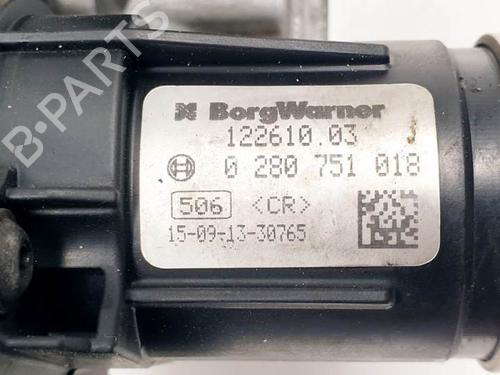 BorgWarner
122610.03
0 280 751 018
506 <CR>
15-09-13-30765
B-PARTS